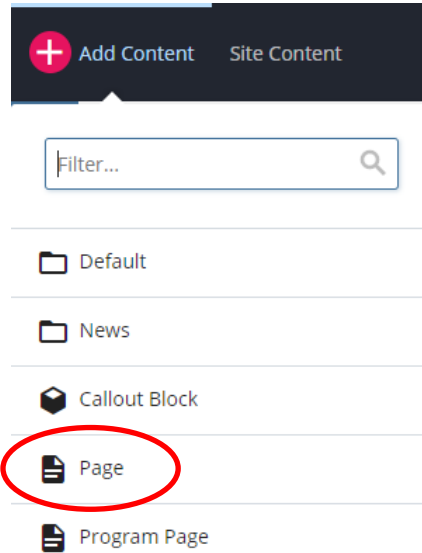 Add Content Site Content
Filter...
Default
News
Callout Block
Page
Program Page